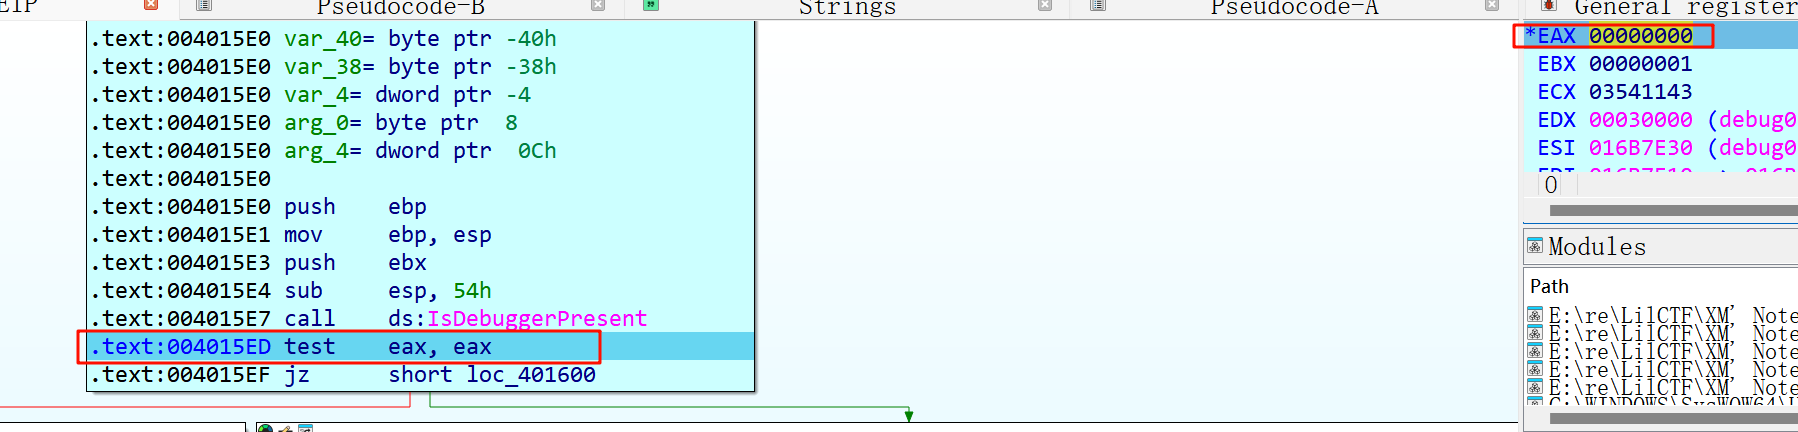 EIP Pseudocode-B Strings Pseudocode-A General register
.text:004015E0 var_40= byte ptr -40h
.text:004015E0 var_38= byte ptr -38h
.text:004015E0 var_4= dword ptr -4
.text:004015E0 arg_0= byte ptr  8
.text:004015E0 arg_4= dword ptr  0Ch
.text:004015E0
.text:004015E0 push    ebp
.text:004015E1 mov     ebp, esp
.text:004015E3 push    ebx
.text:004015E4 sub     esp, 54h
.text:004015E7 call    ds:IsDebuggerPresent
.text:004015ED test    eax, eax
.text:004015EF jz      short loc_401600
*EAX 00000000
EBX 00000001
ECX 03541143
EDX 00030000 (debug0
ESI 016B7E30 (debug0
0
Modules
Path
E:\re\LilCTF\XM' Note
E:\re\LilCTF\XM' Note
E:\re\LilCTF\XM' Note
E:\re\LilCTF\XM' Note
E:\re\LilCTF\XM' Note